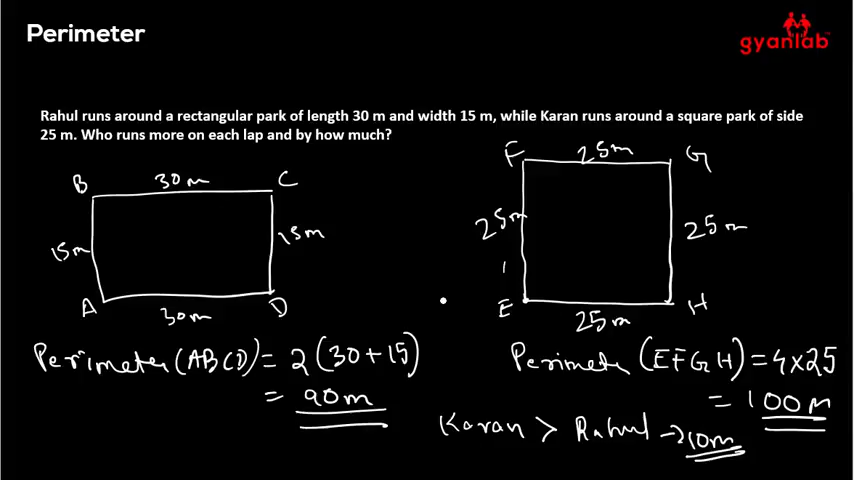 Perimeter
gyanlab
Rahul runs around a rectangular park of length 30 m and width 15 m, while Karan runs around a square park of side
25 m. Who runs more on each lap and by how much?
B 30m C
15m 15m
A 30m D
F 25m G
25m 25m
E 25m H
Perimeter (ABCD) = 2 (30+15)
= 90m
Perimeter (EFGH) = 4×25
= 100m
Karan > Rahul → 10m